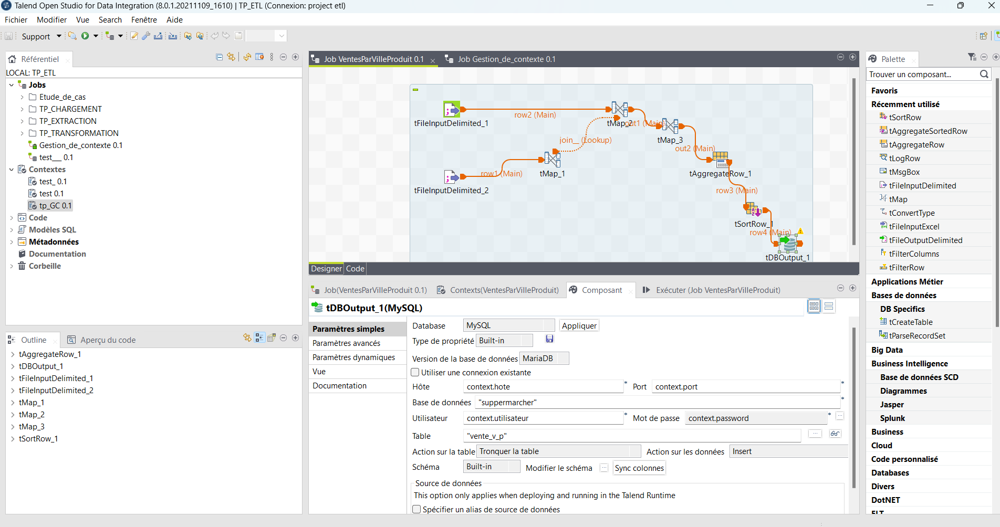 Talend Open Studio for Data Integration (8.0.1.20211109_1610) | TP_ETL (Connexion: project etl)
Fichier Modifier Vue Search Fenêtre Aide
Support
Référentiel
LOCAL: TP_ETL
Jobs
Etude_de_cas
TP_CHARGEMENT
TP_EXTRACTION
TP_TRANSFORMATION
Gestion_de_contexte 0.1
test___ 0.1
Contextes
test_ 0.1
test 0.1
tp_GC 0.1
Code
Modèles SQL
Métadonnées
Documentation
Corbeille
Outline
Aperçu du code
tAggregateRow_1
tDBOutput_1
tFileInputDelimited_1
tFileInputDelimited_2
tMap_1
tMap_2
tMap_3
tSortRow_1
Job VentesParVilleProduit 0.1
Job Gestion_de_contexte 0.1
tFileInputDelimited_1
row2 (Main)
tMap_2
out1 (Main)
tMap_3
join__ (Lookup)
out2 (Main)
row1 (Main)
tMap_1
tAggregateRow_1
tFileInputDelimited_2
row3 (Main)
tSortRow_1
row4 (Main)
tDBOutput_1
Designer Code
Job(VentesParVilleProduit 0.1)
Contexts(VentesParVilleProduit)
Composant
Exécuter (Job VentesParVilleProduit)
tDBOutput_1(MySQL)
Paramètres simples
Paramètres avancés
Paramètres dynamiques
Vue
Documentation
Database MySQL Appliquer
Type de propriété Built-in
Version de la base de données MariaDB
Utiliser une connexion existante
Hôte context.hote * Port context.port *
Base de données "suppermarcher" *
Utilisateur context.utilisateur * Mot de passe context.password * ...
Table "vente_v_p" ...
Action sur la table Tronquer la table Action sur les données Insert
Schéma Built-in Modifier le schéma ... Sync colonnes
Source de données
This option only applies when deploying and running in the Talend Runtime
Spécifier un alias de source de données
Palette
Trouver un composant...
Favoris
Récemment utilisé
tSortRow
tAggregateSortedRow
tAggregateRow
tLogRow
tMsgBox
tFileInputDelimited
tMap
tConvertType
tFileInputExcel
tFileOutputDelimited
tFilterColumns
tFilterRow
Applications Métier
Bases de données
DB Specifics
tCreateTable
tParseRecordSet
Big Data
Business Intelligence
Base de données SCD
Diagrammes
Jasper
Splunk
Business
Cloud
Code personnalisé
Databases
Divers
DotNET
ELT